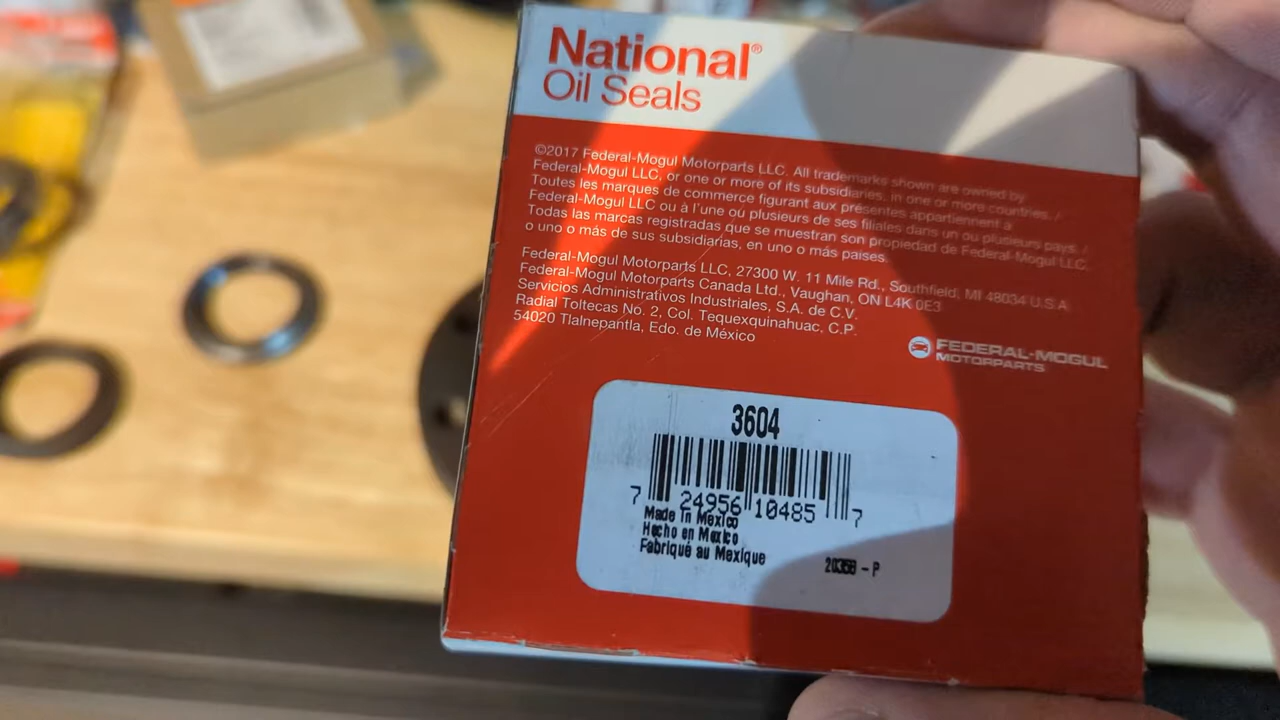 National®
Oil Seals
©2017 Federal-Mogul Motorparts LLC. All trademarks shown are owned by
Federal-Mogul LLC, or one or more of its subsidiaries, in one or more countries. /
Toutes les marques de commerce figurant aux présentes appartiennent à
Federal-Mogul LLC ou à l'une ou plusieurs de ses filiales dans un ou plusieurs pays. /
Todas las marcas registradas que se muestran son propiedad de Federal-Mogul LLC,
o uno o más de sus subsidiarias, en uno o más paises.
Federal-Mogul Motorparts LLC, 27300 W. 11 Mile Rd., Southfield, MI 48034 U.S.A.
Federal-Mogul Motorparts Canada Ltd., Vaughan, ON L4K 0E3
Servicios Administrativos Industriales, S.A. de C.V.
Radial Toltecas No. 2, Col. Tequexquinahuac. C.P.
54020 Tlalnepantla, Edo. de México
FEDERAL-MOGUL
MOTORPARTS
3604
7 24956 10485 7
Made in Mexico
Hecho en Mexico
Fabriqué au Mexique